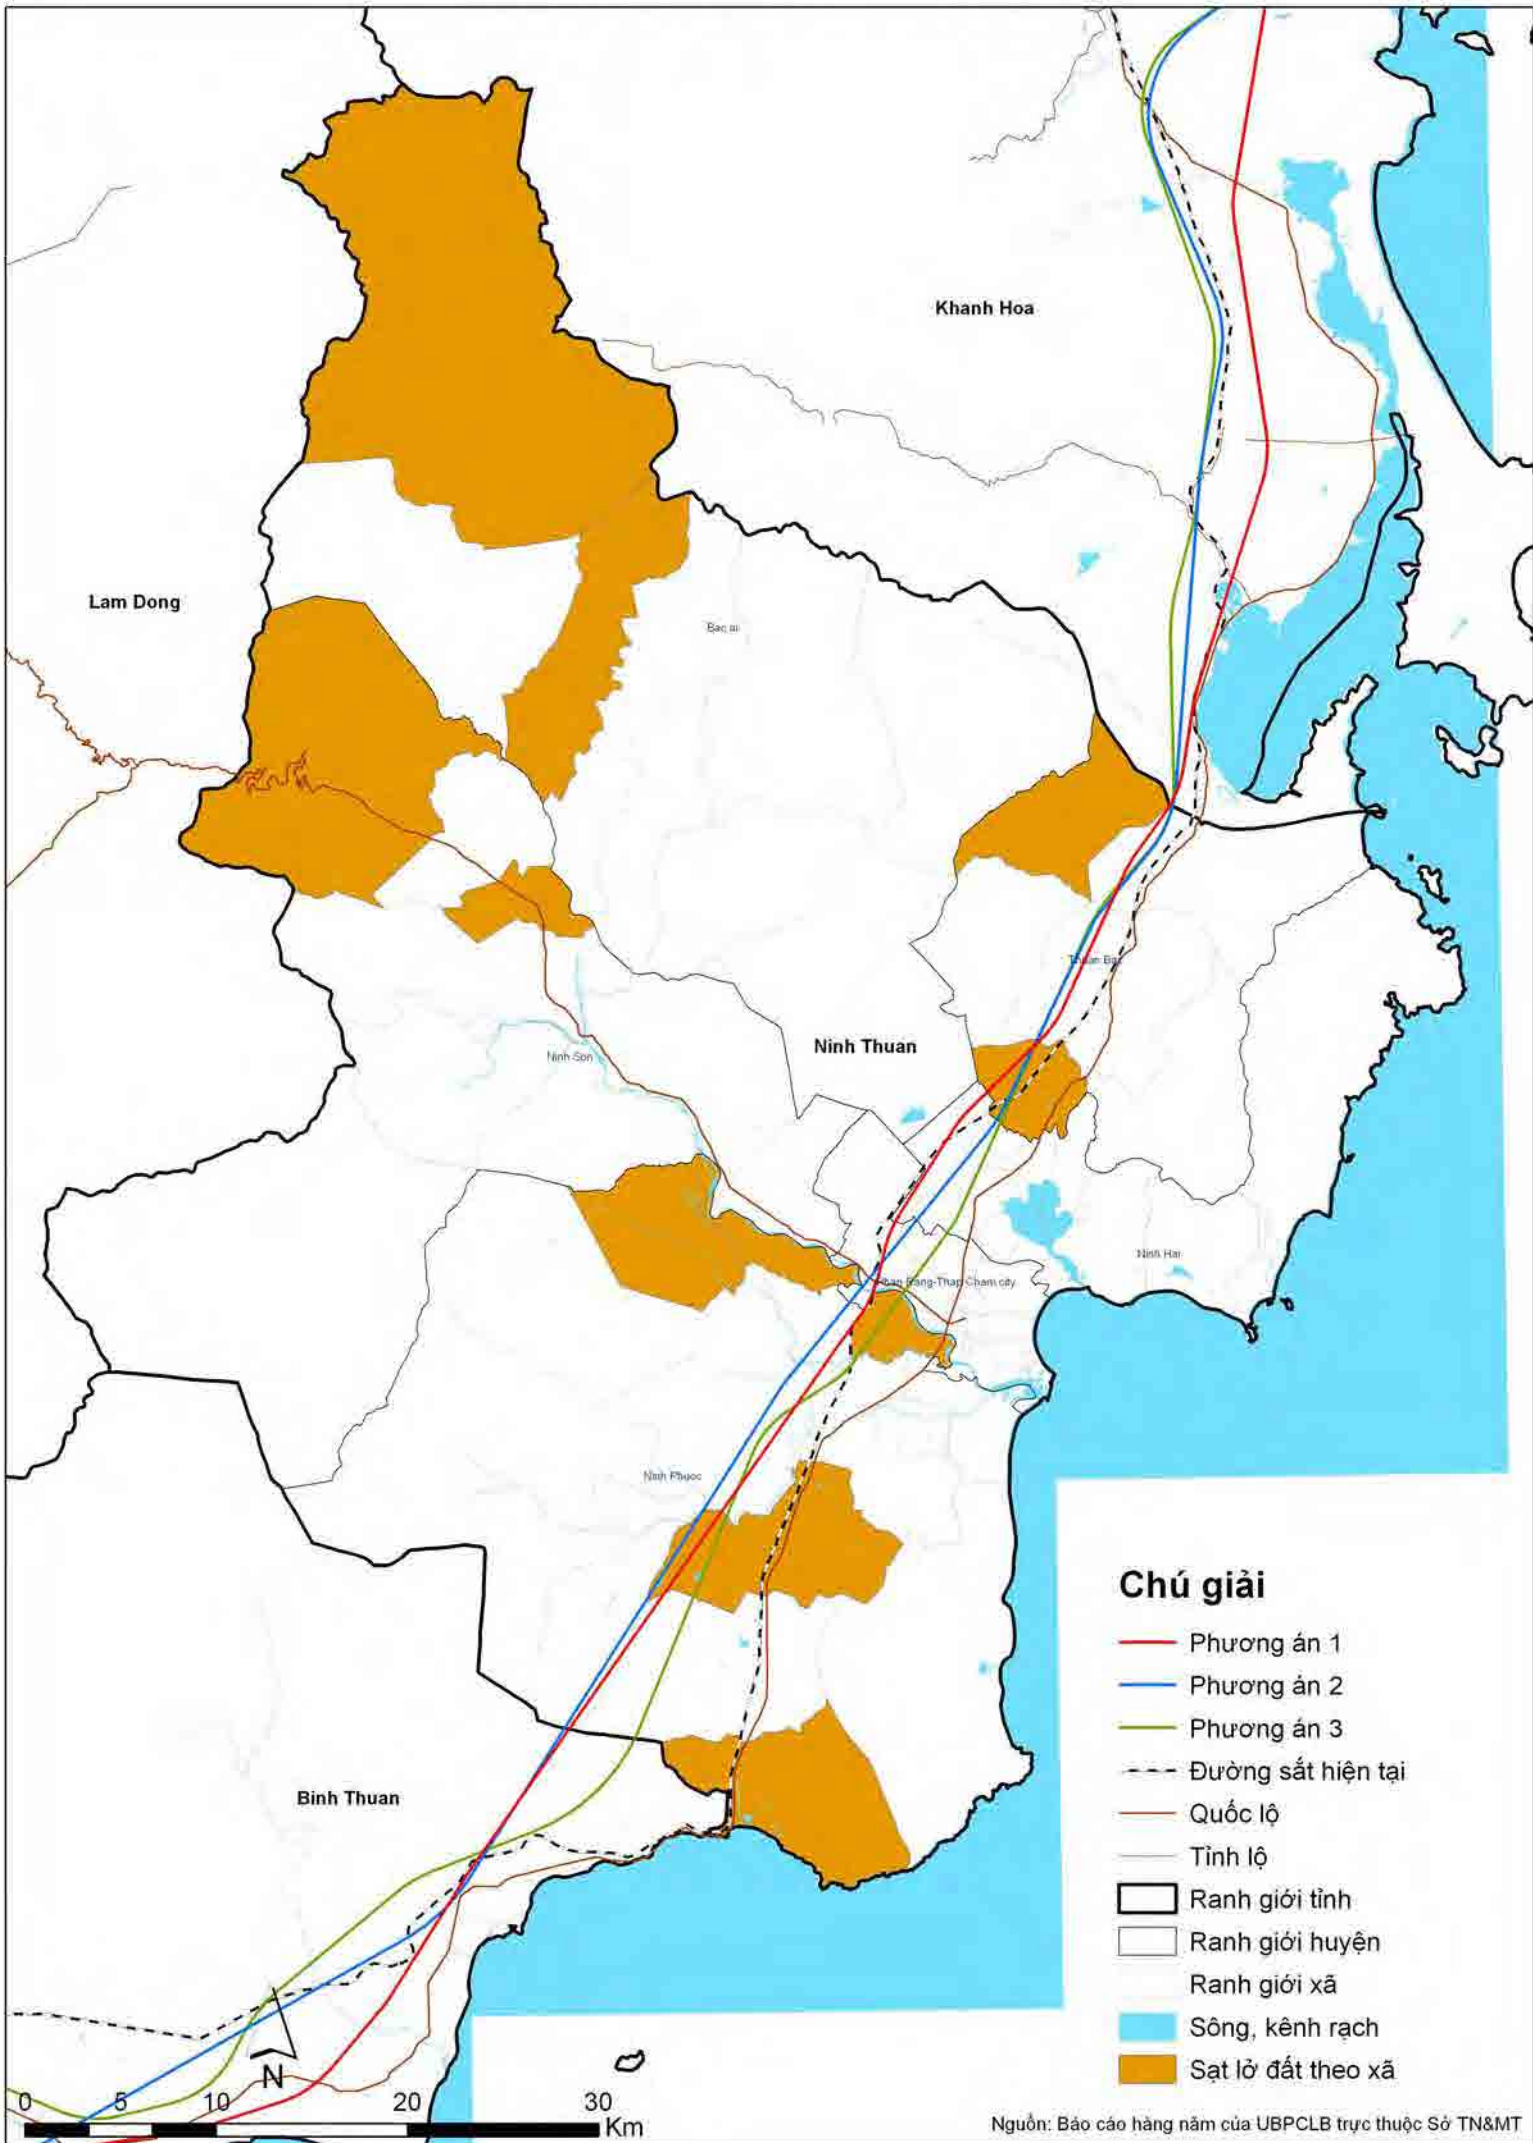 Khanh Hoa
Lam Dong
Bac ai
Thuan Bac
Ninh Thuan
Ninh Son
Ninh Hai
Phan Rang-Thap Cham city
Ninh Phuoc
Binh Thuan
Chú giải
Phương án 1
Phương án 2
Phương án 3
Đường sắt hiện tại
Quốc lộ
Tỉnh lộ
Ranh giới tỉnh
Ranh giới huyện
Ranh giới xã
Sông, kênh rạch
Sạt lở đất theo xã
N
0 5 10 20 30
Km
Nguồn: Báo cáo hàng năm của UBPCLB trực thuộc Sở TN&MT